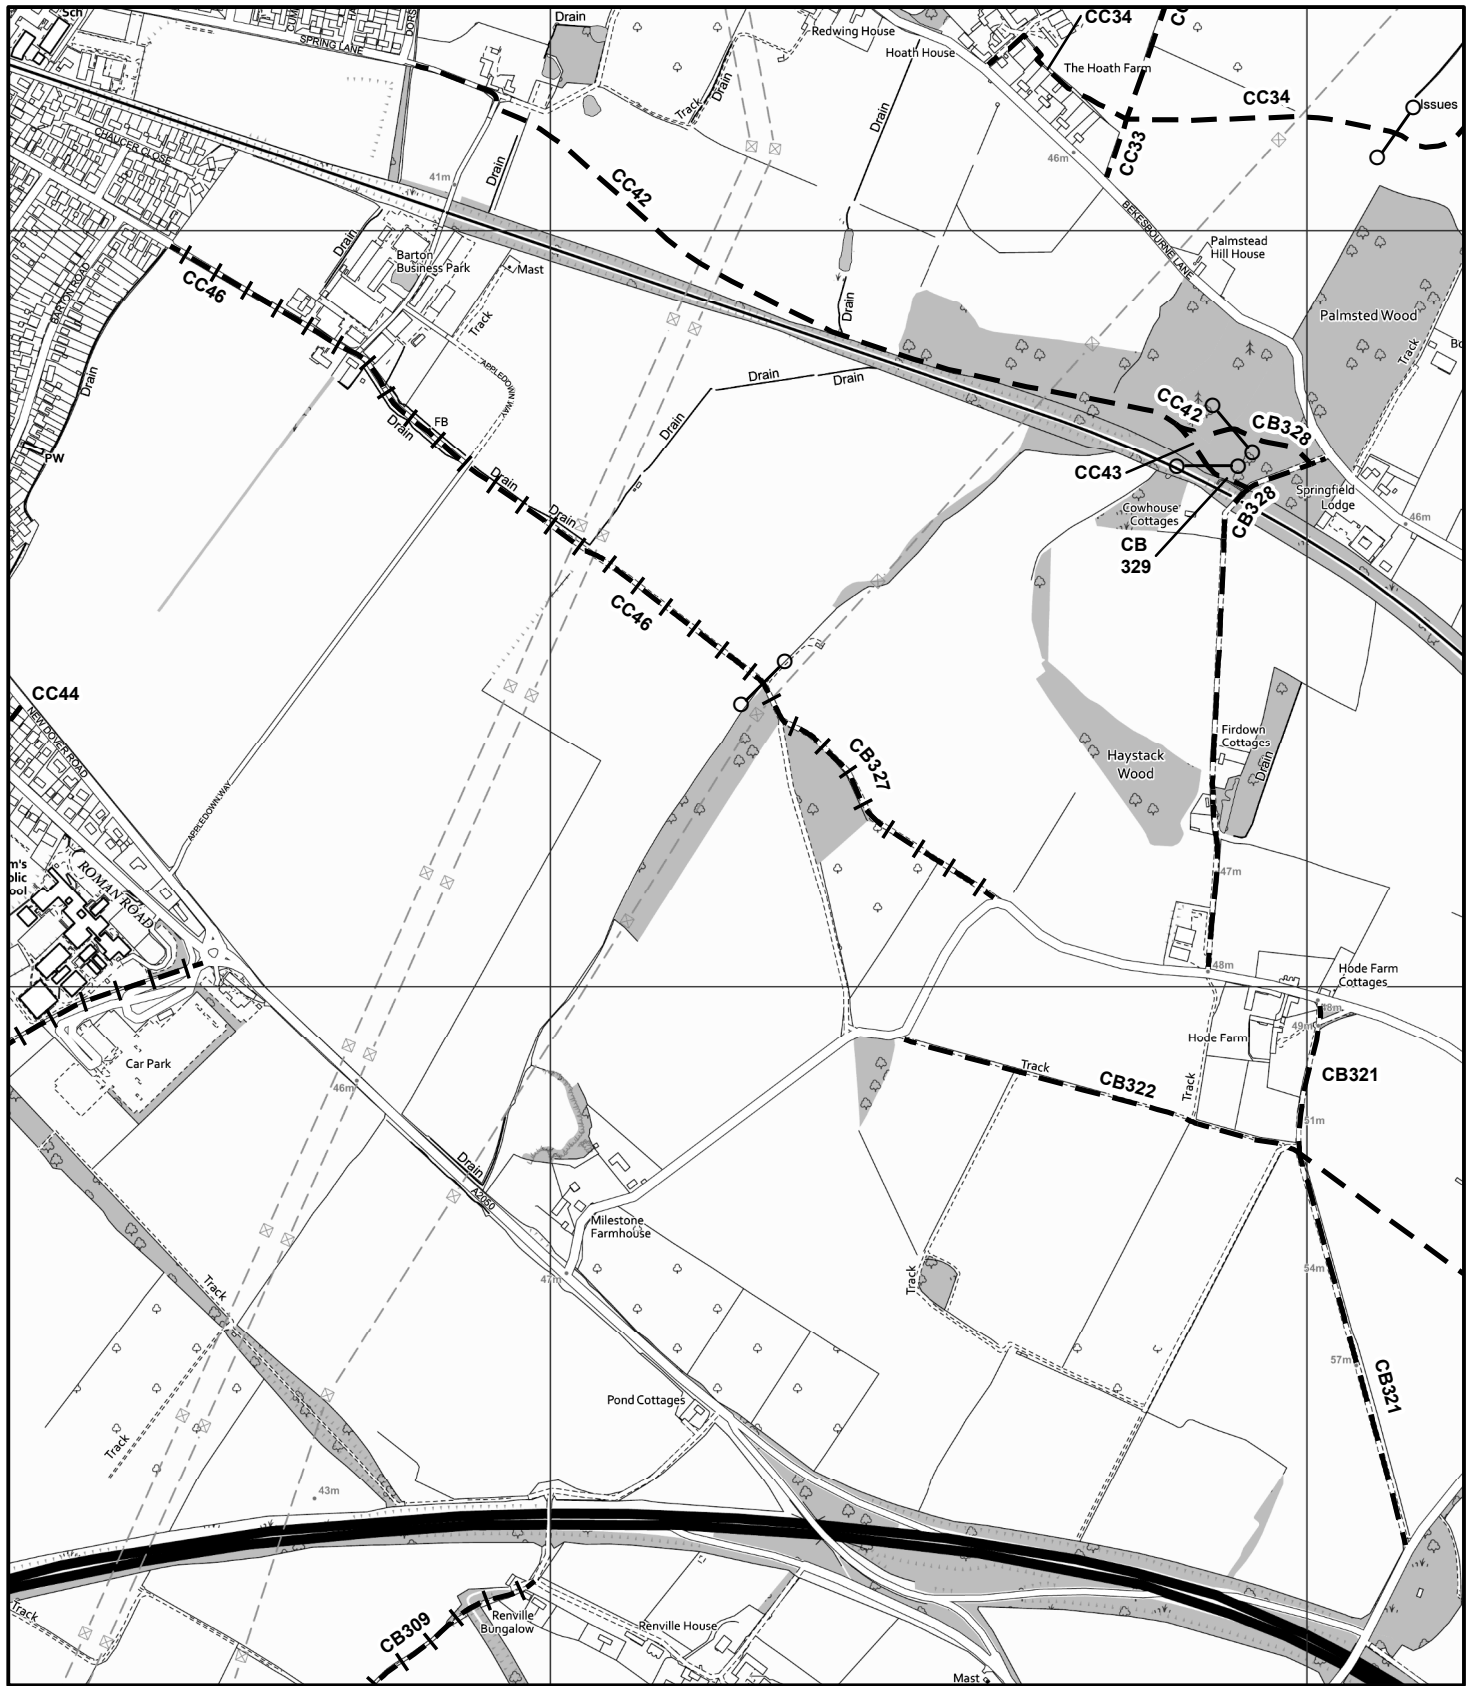 Sch
SPRING LANE
Drain
Redwing House
CC34
Hoath House
The Hoath Farm
Drain
Track
CC34
Issues
Drain
CHAUCER CLOSE
CC33
46m
41m
Drain
CC42
BEKESBOURNE LANE
Palmstead
Hill House
Drain
Barton
Business Park
Mast
CC46
BARTON ROAD
Drain
Palmsted Wood
Track
Track
APPLEDOWN WAY
Drain
Drain
Drain
Drain
CC42
CB328
FB
Drain
PW
Drain
CC43
Springfield
Lodge
CB328
Cowhouse
Cottages
46m
Drain
CB
329
CC46
CC44
NEW DOVER ROAD
Firdown
Cottages
Drain
CB327
Haystack
Wood
APPLEDOWN WAY
m's
olic
ool
ROMAN ROAD
47m
48m
Hode Farm
Cottages
48m
49m
Hode Farm
Car Park
Track
CB322
Track
CB321
46m
51m
Drain
A2050
Milestone
Farmhouse
Track
47m
Track
54m
57m
CB321
Pond Cottages
Track
43m
Track
CB309
Renville
Bungalow
Renville House
Mast